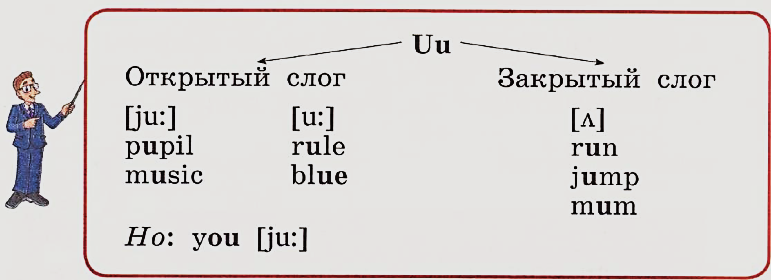 Uu
Открытый слог Закрытый слог
[ju:] [u:] [ʌ]
pupil rule run
music blue jump
mum
Но: you [ju:]